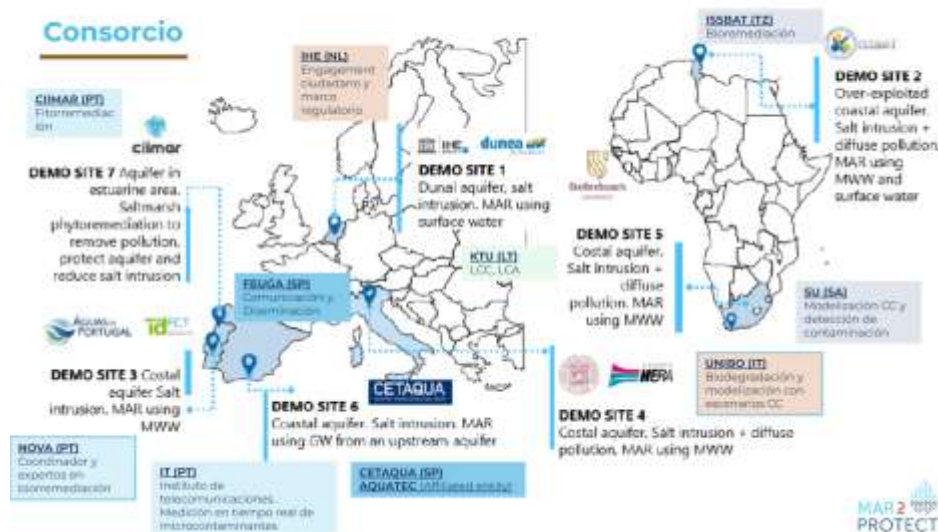 Consorcio
ISSBAT (TZ)
Bioremediación
IHE (NL)
Engagement
ciudadano y
marco
regulatorio
CIIMAR (PT)
Fitorremediac
ión
ciimar
IHE
dunea
DEMO SITE 2
Over-exploited
coastal aquifer.
Salt intrusion +
diffuse pollution.
MAR using
MWW and
surface water
DEMO SITE 7 Aquifer in
estuarine area.
Saltmarsh
phytoremediation to
remove pollution,
protect aquifer and
reduce salt intrusion
DEMO SITE 1
Dunal aquifer, salt
intrusion. MAR using
surface water
DEMO SITE 5
Costal aquifer.
Salt intrusion +
diffuse
pollution. MAR
using MWW
KTU (LT)
LCC, LCA
FEUGA (SP)
Comunicación y
Diseminación
SU (SA)
Modelización CC y
detección de
contaminación
PORTUGAL
DEMO SITE 3 Costal
aquifer Salt
intrusion. MAR using
MWW
CETAQUA
HERA
UNIBO (IT)
Biodegradación y
modelización con
escenarios CC
DEMO SITE 6
Coastal aquifer. Salt intrusion. MAR
using GW from an upstream aquifer
DEMO SITE 4
Costal aquifer. Salt intrusion + diffuse
pollution. MAR using MWW
NOVA (PT)
Coordinador y
expertos en
biorremediación
IT (PT)
Instituto de
telecomunicaciones.
Medición en tiempo real de
microcontaminantes
CETAQUA (SP)
AQUATEC (Affiliated entity)
MAR2
PROTECT